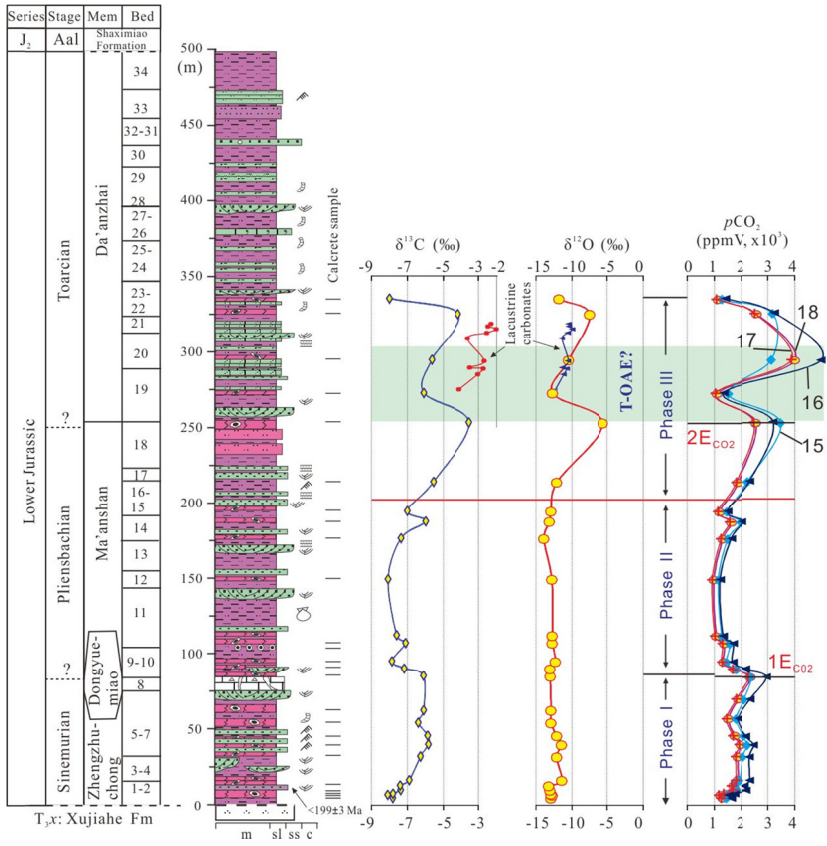 Series Stage Mem Bed
J2 Aal Shaximiao Formation
Lower Jurassic
Toarcian
?
Pliensbachian
?
Sinemurian
Da'anzhai
Ma'anshan
Dongyue-
miao
Zhengzhu-
chong
34
33
32-31
30
29
28
27-
26
25-
24
23-
22
21
20
19
18
17
16-
15
14
13
12
11
9-10
8
5-7
3-4
1-2
T3x: Xujiahe Fm
500
(m)
450
400
350
300
250
200
150
100
50
0
m sl ss c
<199±3 Ma
Calcrete sample
δ13C (‰)
-9 -7 -5 -3 -2
Lacustrine
carbonates
-9 -7 -5 -3
δ12O (‰)
-15 -10 -5 0
-15 -10 -5 0
T-OAE?
Phase III
Phase II
Phase I
pCO2
(ppmV, x10³)
0 1 2 3 4
17
18
16
15
2ECO2
1EC02
0 1 2 3 4